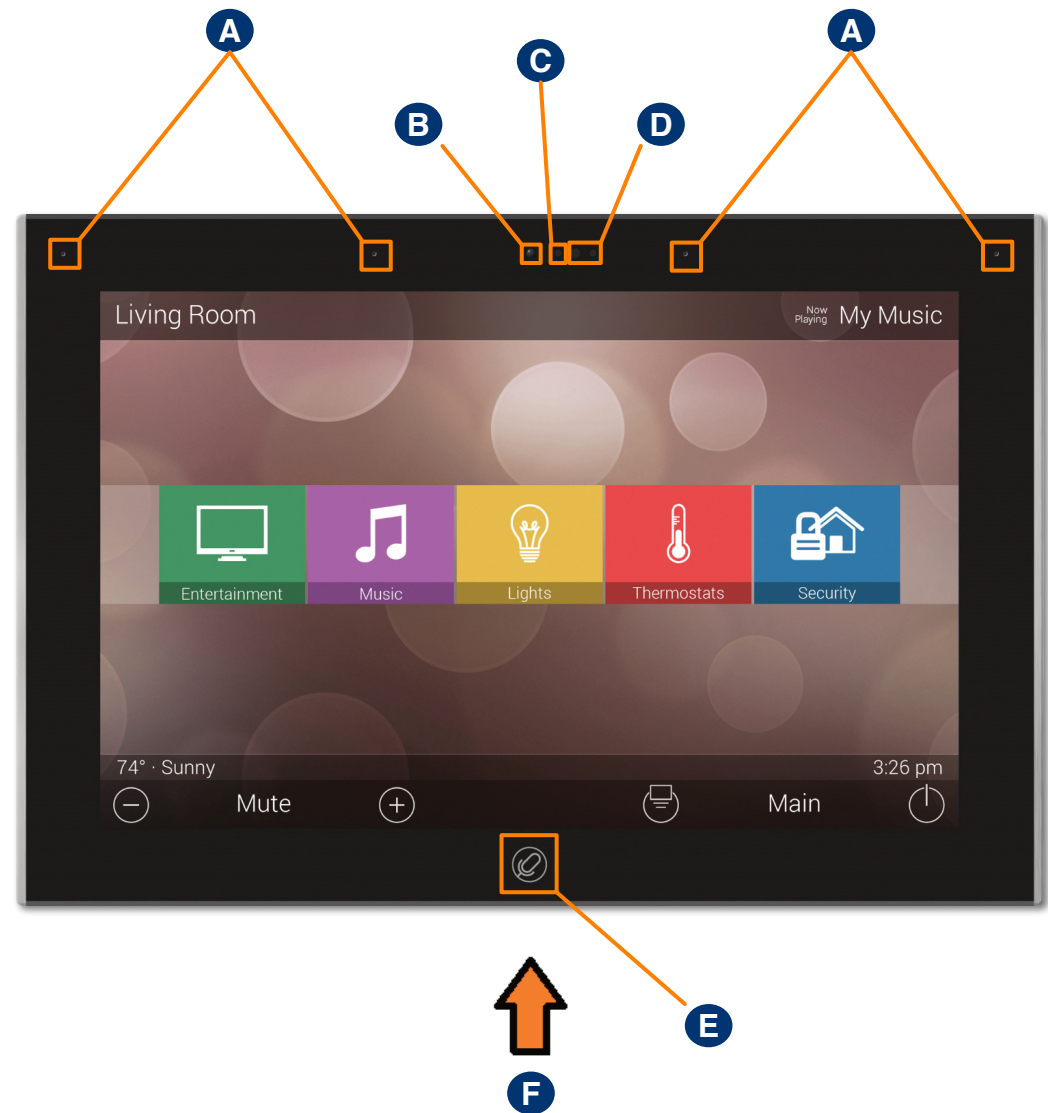 A
A
C
B
D
Living Room
Now Playing My Music
Entertainment
Music
Lights
Thermostats
Security
74° · Sunny
3:26 pm
Mute
Main
E
F